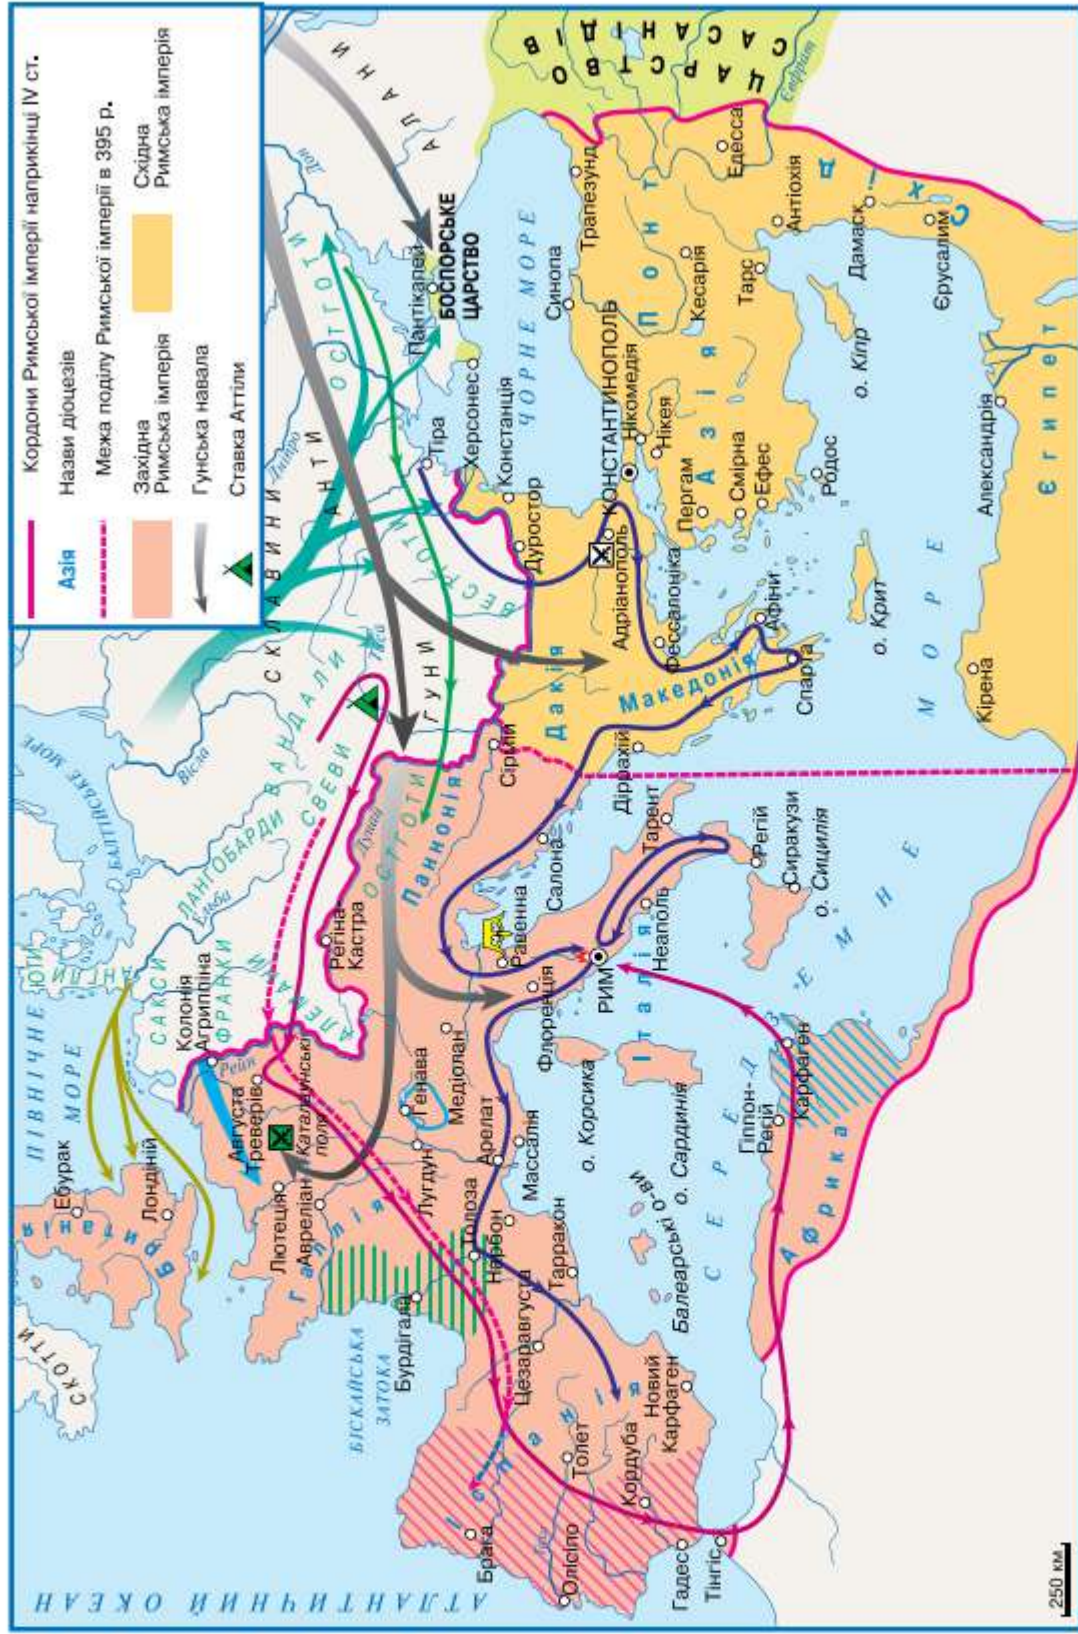 Кордони Римської імперії наприкінці IV ст.
Азія
Назви діоцезів
Межа поділу Римської імперії в 395 р.
Західна
Римська імперія
Східна
Римська імперія
Гунська навала
Ставка Аттіли
АТЛАНТИЧНИЙ ОКЕАН
ПІВНІЧНЕ
МОРЕ
БАЛТІЙСЬКЕ МОРЕ
БІСКАЙСЬКА
ЗАТОКА
ЧОРНЕ МОРЕ
СЕРЕДЗЕМНЕ МОРЕ
СКОТТИ
Британія
Ебурак
Лондіній
ЮТИ
АНГЛИ
САКСИ
ФРАНКИ
АЛЕМАНИ
ЛАНГОБАРДИ
ВАНДАЛИ
СВЕВИ
СКЛАВИНИ
АНТИ
ОСТГОТИ
ВЕСТГОТИ
ГУНИ
ОСТГОТИ
АЛАНИ
Ельба
Вісла
Рейн
Дунай
Тиса
Дніпро
Дон
Євфрат
Колонія
Агриппіна
Августа
Треверів
Каталаунські
поля
Лютеція
Авреліан
Галлія
Регіна-
Кастра
Генава
Лугдун
Медіолан
Арелат
Массалія
Толоза
Нарбон
Бурдігала
Цезаравгуста
Тарракон
Іспанія
Брака
Толет
Олісіпо
Кордуба
Новий
Карфаген
Гадес
Тінгіс
Балеарські о-ви
о. Корсика
о. Сардинія
Італія
Равенна
Флоренція
РИМ
Неаполь
Тарент
Регій
Сиракузи
о. Сицилія
Гіппон-
Регій
Карфаген
Африка
Паннонія
Салона
Сірмій
Дакія
Діррахій
Македонія
Фессалоніка
Адріанополь
Афіни
Спарта
о. Крит
Кірена
Дуростор
Констанція
Тіра
Херсонес
Пантікапей
БОСПОРСЬКЕ
ЦАРСТВО
КОНСТАНТИНОПОЛЬ
Нікомедія
Нікея
Пергам
Азія
Смірна
Ефес
Родос
Синопа
Трапезунд
Понт
Кесарія
Тарс
Едесса
Антіохія
о. Кіпр
Дамаск
Схід
Єрусалим
Александрія
Єгипет
ЦАРСТВО
САСАНІДІВ
250 км